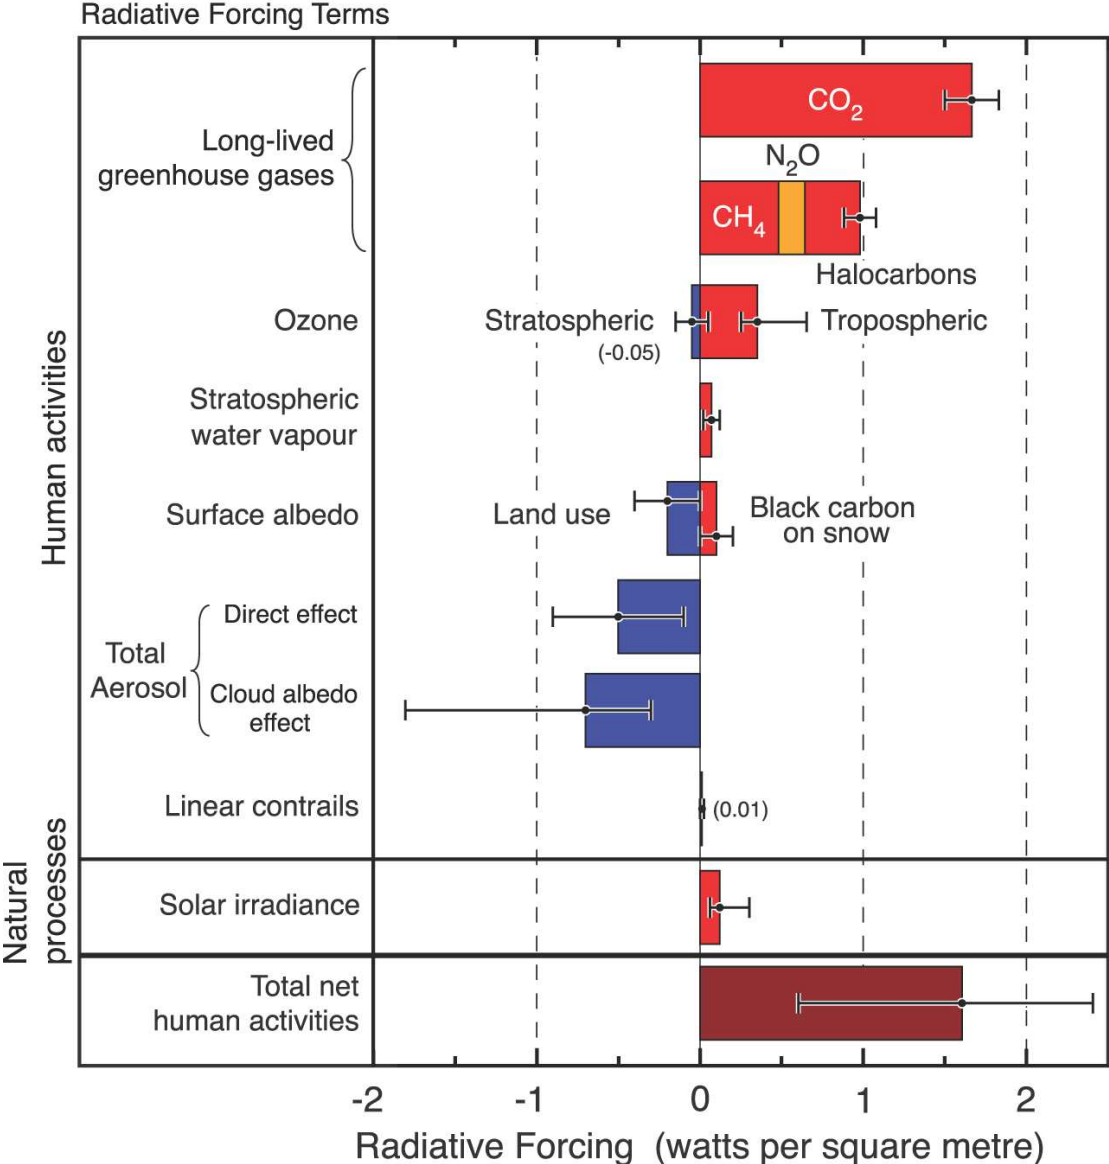 Radiative Forcing Terms
CO2
Long-lived
greenhouse gases
N2O
CH4
Halocarbons
Ozone
Stratospheric
(-0.05)
Tropospheric
Stratospheric
water vapour
Human activities
Surface albedo
Land use
Black carbon
on snow
Direct effect
Total
Aerosol
Cloud albedo
effect
Linear contrails
(0.01)
Natural
processes
Solar irradiance
Total net
human activities
-2 -1 0 1 2
Radiative Forcing (watts per square metre)